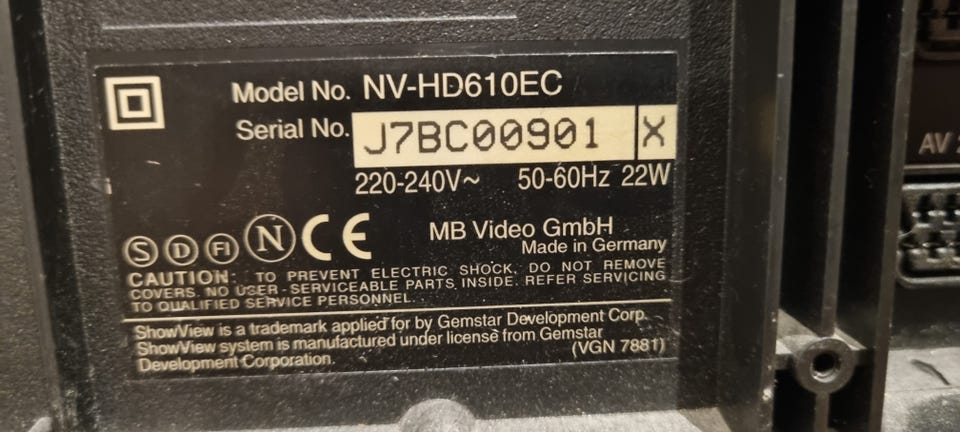 Model No. NV-HD610EC
Serial No. J7BC00901 X
220-240V~ 50-60Hz 22W
S D FI N CE MB Video GmbH
Made in Germany
CAUTION: TO PREVENT ELECTRIC SHOCK, DO NOT REMOVE
COVERS. NO USER-SERVICEABLE PARTS INSIDE. REFER SERVICING
TO QUALIFIED SERVICE PERSONNEL.
ShowView is a trademark applied for by Gemstar Development Corp.
ShowView system is manufactured under license from Gemstar
Development Corporation. (VGN 7881)
AV